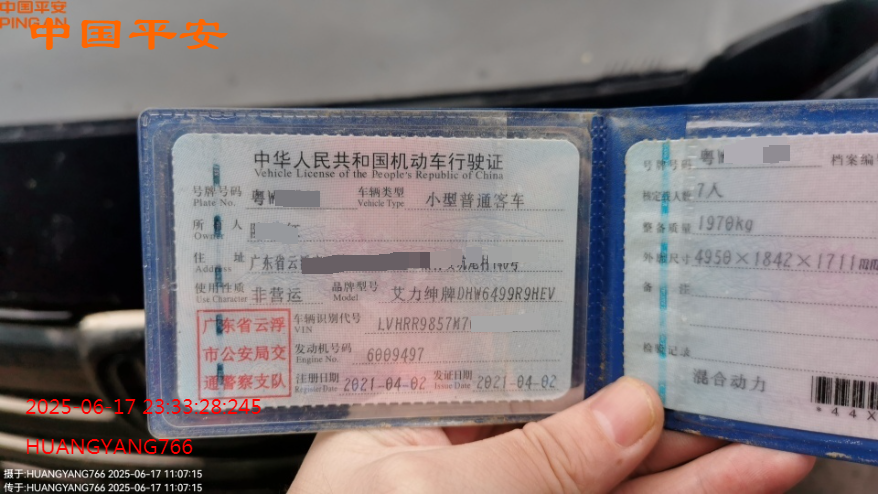 中国平安
PING AN
中国平安
中华人民共和国机动车行驶证
Vehicle License of the People's Republic of China
号牌号码 粤W 车辆类型 小型普通客车
Plate No. Vehicle Type
所 有 人
Owner
住 址 广东省云
Address
使用性质 非营运 品牌型号 艾力绅牌DHW6499R9HEV
Use Character Model
广东省云浮
市公安局交
通警察支队
车辆识别代号 LVHRR9857M7
VIN
发动机号码 6009497
Engine No.
注册日期 2021-04-02 发证日期 2021-04-02
Register Date Issue Date
号牌号码 粤 档案编号
核定载人数 7人
整备质量 1970kg
外廓尺寸 4950×1842×1711
备 注
检验记录
混合动力
*44X
2025-06-17 23:33:28:245
HUANGYANG766
摄于:HUANGYANG766 2025-06-17 11:07:15
传于:HUANGYANG766 2025-06-17 11:07:15